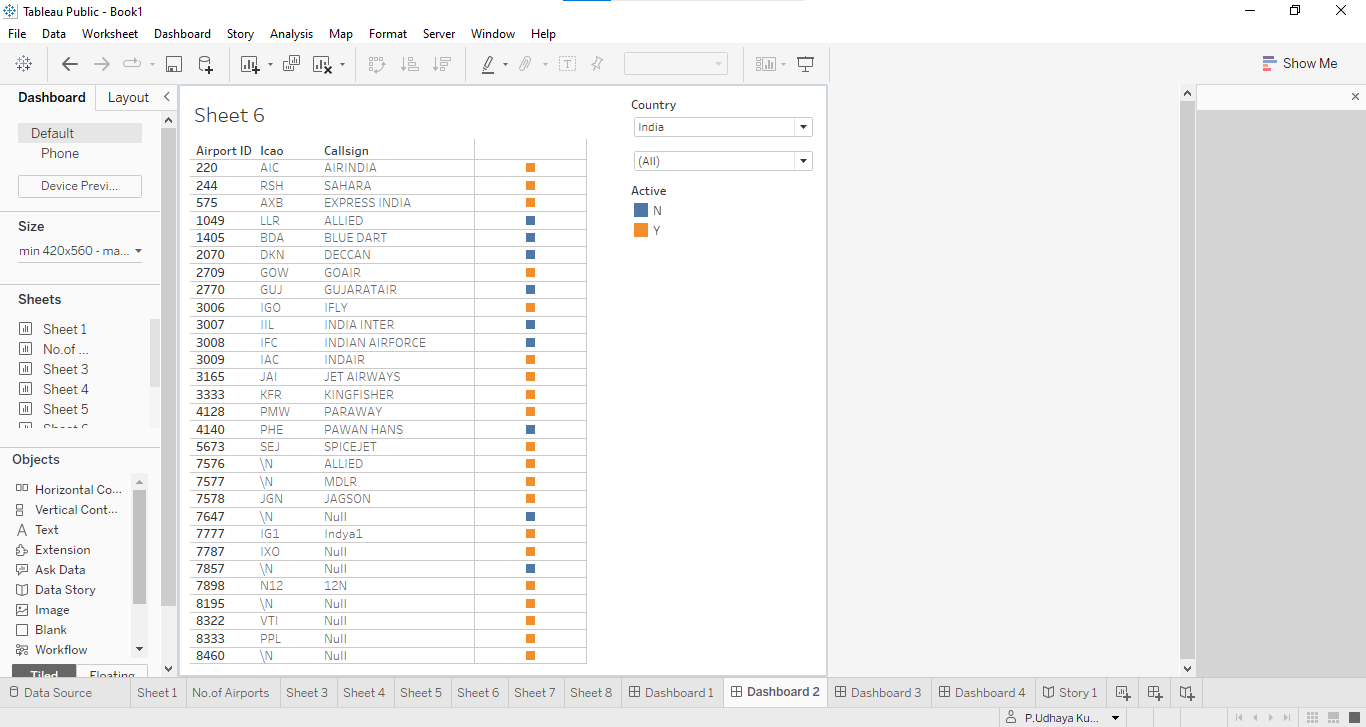 Tableau Public - Book1
File Data Worksheet Dashboard Story Analysis Map Format Server Window Help
Show Me
Dashboard Layout
Default
Phone
Device Previ...
Size
min 420x560 - ma...
Sheets
Sheet 1
No.of ...
Sheet 3
Sheet 4
Sheet 5
Sheet 6
Objects
Horizontal Co...
Vertical Cont...
Text
Extension
Ask Data
Data Story
Image
Blank
Workflow
Tiled Floating
Sheet 6
Airport ID Icao Callsign
220 AIC AIRINDIA
244 RSH SAHARA
575 AXB EXPRESS INDIA
1049 LLR ALLIED
1405 BDA BLUE DART
2070 DKN DECCAN
2709 GOW GOAIR
2770 GUJ GUJARATAIR
3006 IGO IFLY
3007 IIL INDIA INTER
3008 IFC INDIAN AIRFORCE
3009 IAC INDAIR
3165 JAI JET AIRWAYS
3333 KFR KINGFISHER
4128 PMW PARAWAY
4140 PHE PAWAN HANS
5673 SEJ SPICEJET
7576 \N ALLIED
7577 \N MDLR
7578 JGN JAGSON
7647 \N Null
7777 IG1 Indya1
7787 IXO Null
7857 \N Null
7898 N12 12N
8195 \N Null
8322 VTI Null
8333 PPL Null
8460 \N Null
Country
India
(All)
Active
N
Y
Data Source Sheet 1 No.of Airports Sheet 3 Sheet 4 Sheet 5 Sheet 6 Sheet 7 Sheet 8 Dashboard 1 Dashboard 2 Dashboard 3 Dashboard 4 Story 1
P.Udhaya Ku...